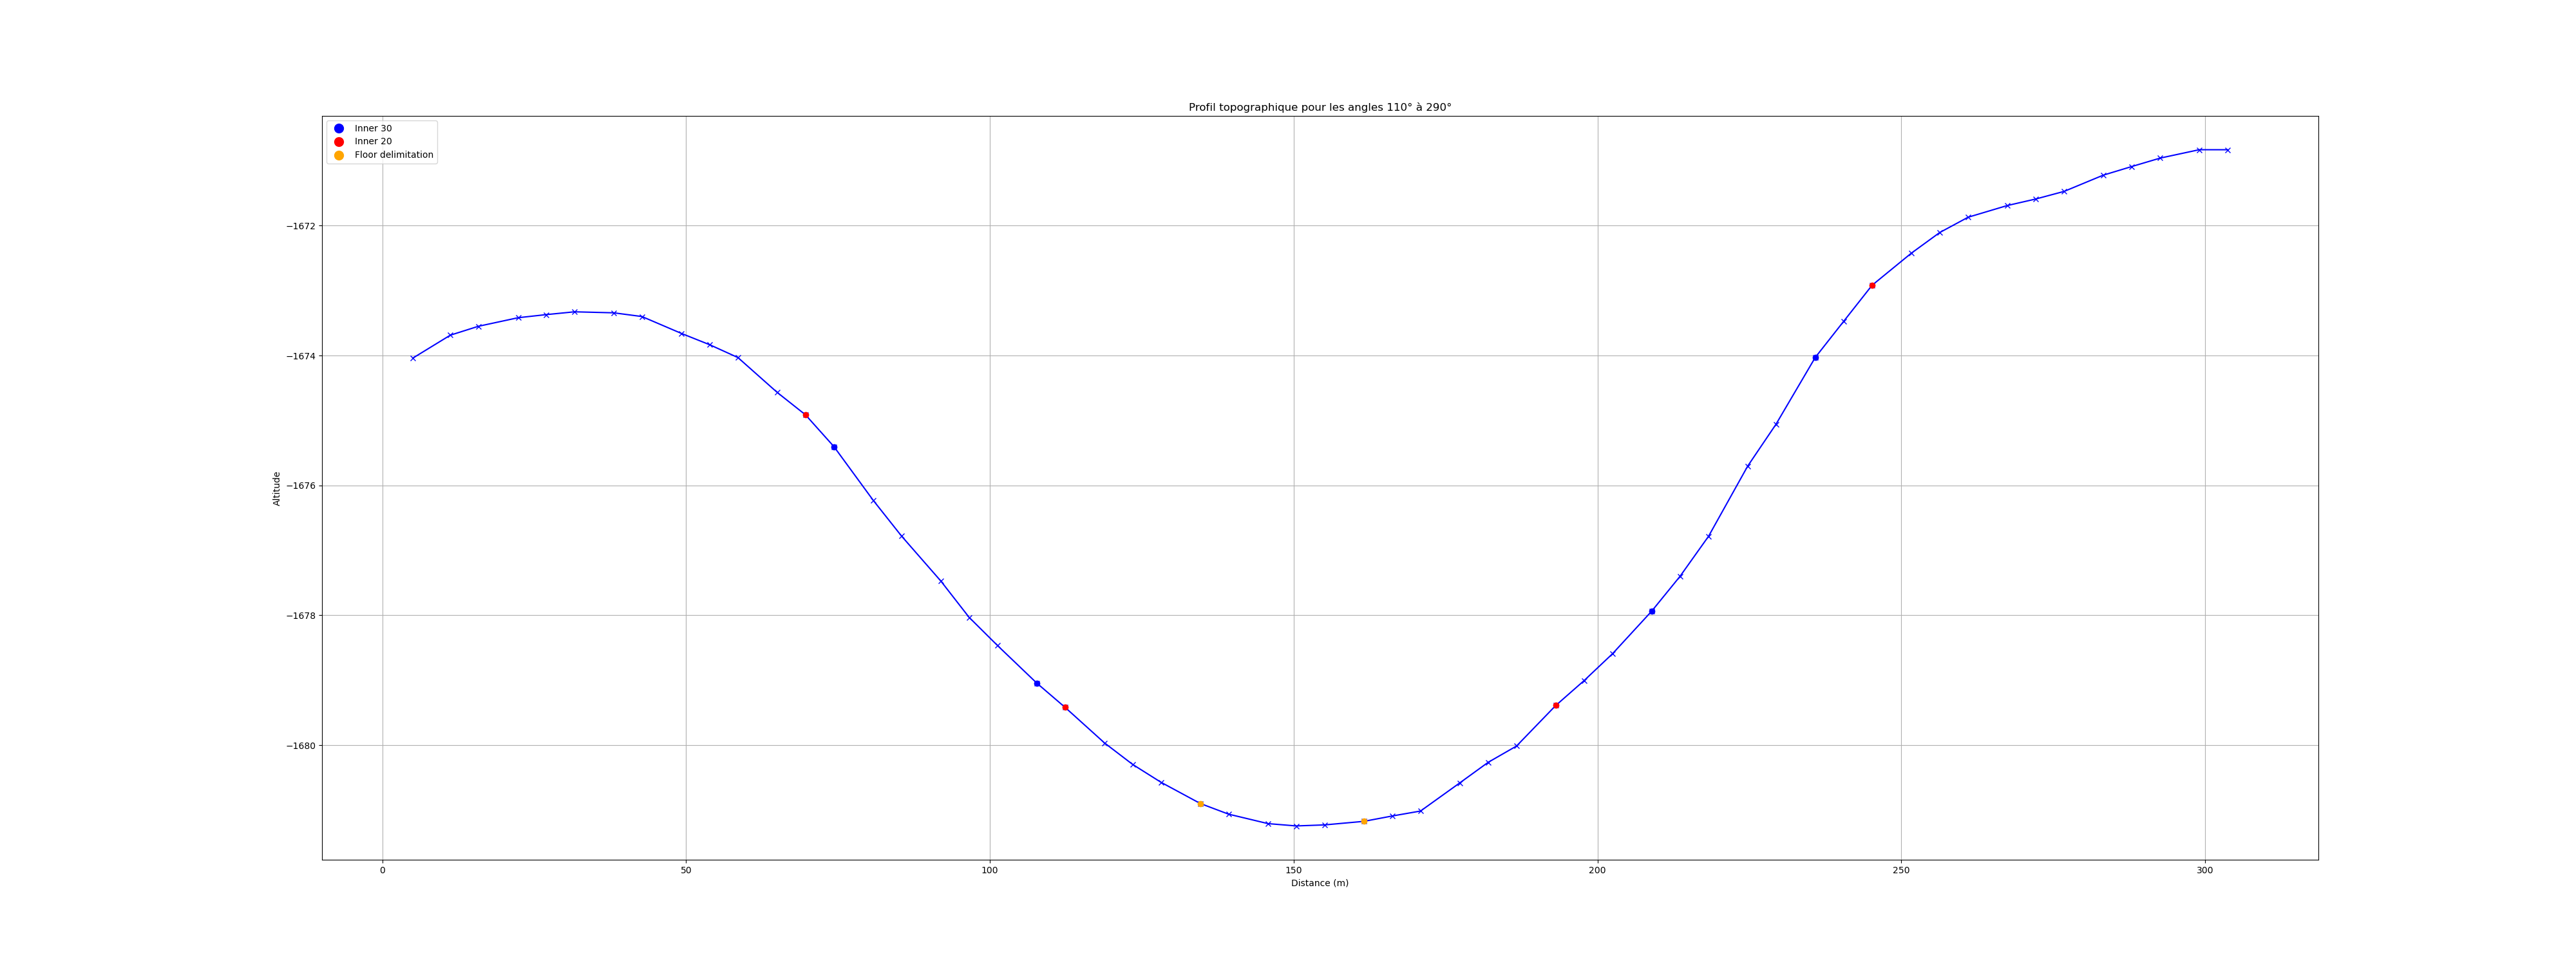 Profil topographique pour les angles 110° à 290°
Inner 30
Inner 20
Floor delimitation
−1672
−1674
−1676
−1678
−1680
Altitude
0 50 100 150 200 250 300
Distance (m)